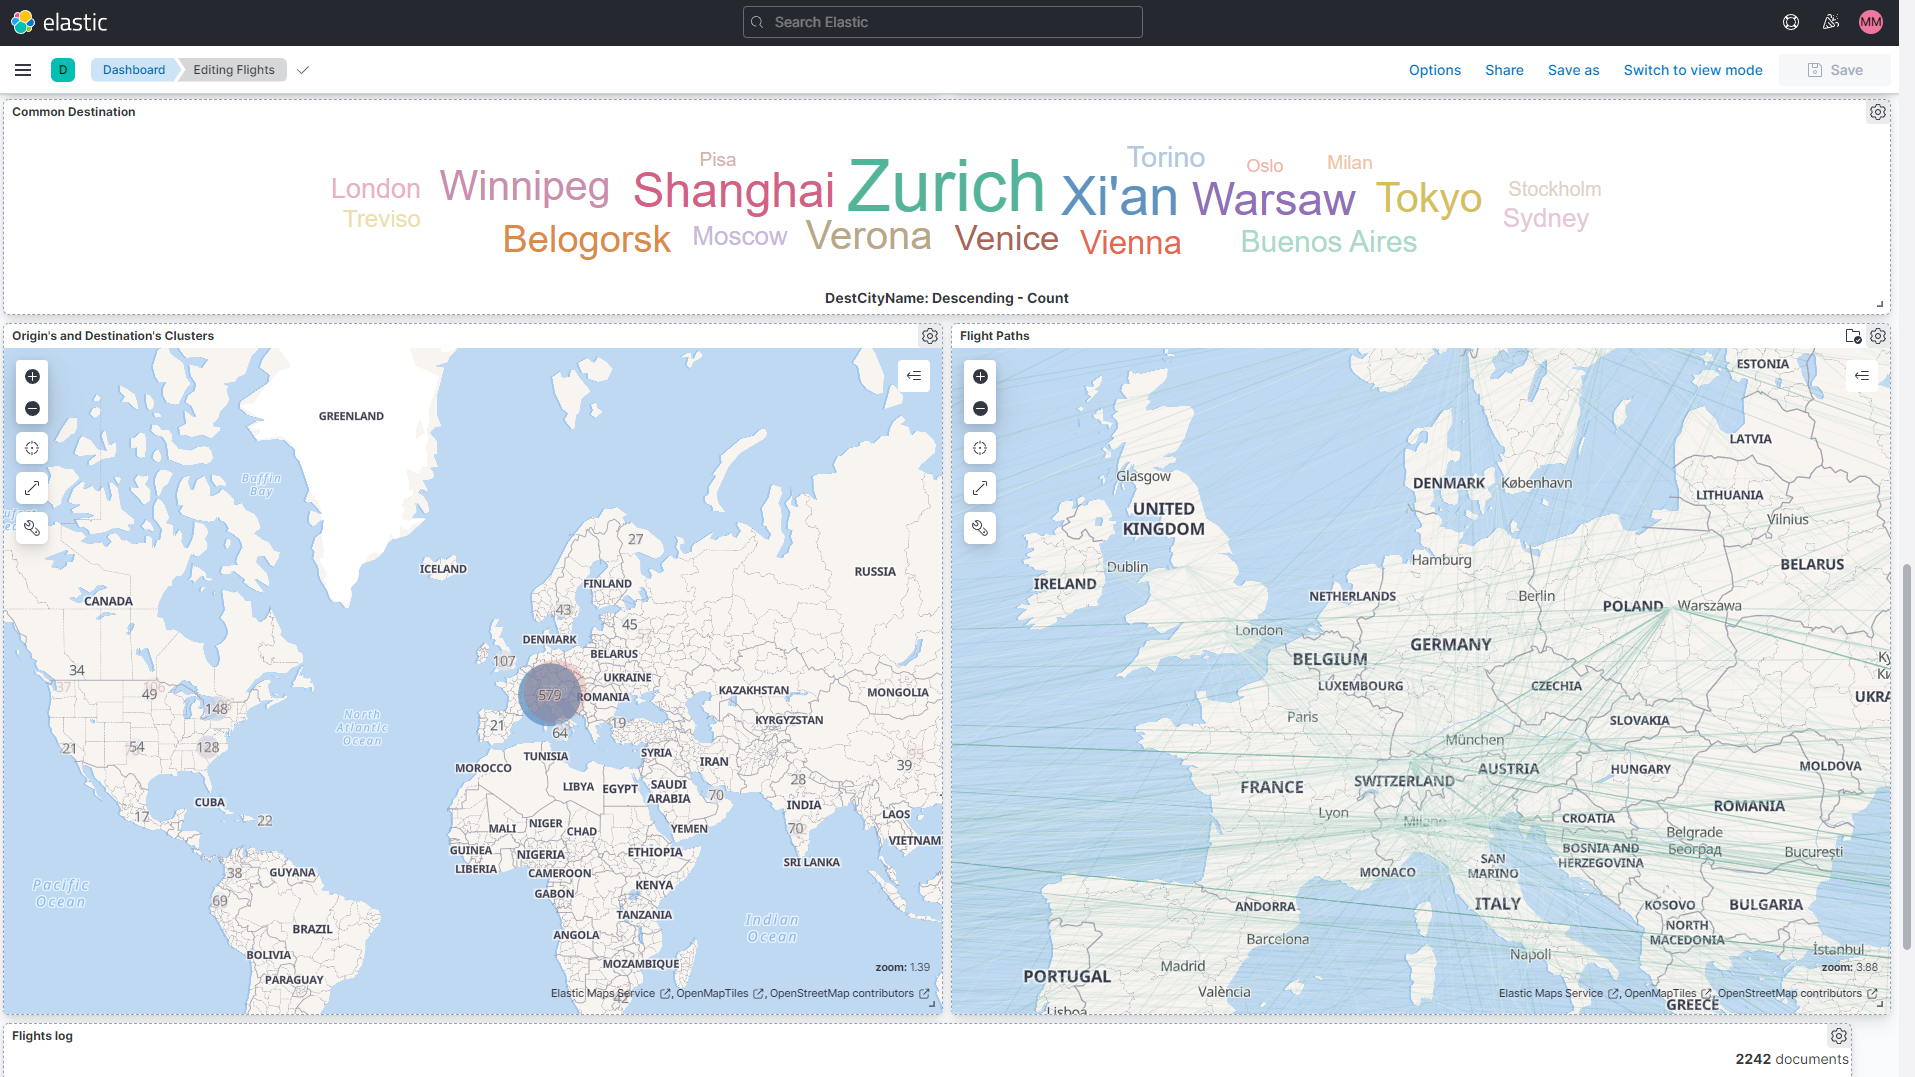 elastic
Search Elastic
MM
D
Dashboard
Editing Flights
Options
Share
Save as
Switch to view mode
Save
Common Destination
Pisa
Torino
Oslo
Milan
London
Winnipeg
Shanghai
Zurich
Xi'an
Warsaw
Tokyo
Stockholm
Treviso
Sydney
Belogorsk
Moscow
Verona
Venice
Vienna
Buenos Aires
DestCityName: Descending - Count
Origin's and Destination's Clusters
GREENLAND
Baffin
Bay
27
ICELAND
RUSSIA
FINLAND
CANADA
43
45
DENMARK
107
BELARUS
34
37
49
UKRAINE
579
ROMANIA
KAZAKHSTAN
MONGOLIA
148
North
Atlantic
Ocean
21
19
KYRGYZSTAN
64
21
54
128
TUNISIA
SYRIA
IRAN
39
MOROCCO
28
LIBYA
EGYPT
SAUDI
ARABIA
70
INDIA
CUBA
17
22
LAOS
MALI
NIGER
CHAD
YEMEN
70
VIETNAM
GUINEA
NIGERIA
ETHIOPIA
SRI LANKA
LIBERIA
CAMEROON
38
GUYANA
GABON
KENYA
Pacific
Ocean
69
TANZANIA
Indian
Ocean
BRAZIL
ANGOLA
BOLIVIA
MOZAMBIQUE
PARAGUAY
zoom: 1.39
Elastic Maps Service , OpenMapTiles , OpenStreetMap contributors
Flight Paths
ESTONIA
LATVIA
Glasgow
DENMARK
København
LITHUANIA
UNITED
KINGDOM
Vilnius
Dublin
Hamburg
BELARUS
IRELAND
NETHERLANDS
Berlin
POLAND
Warszawa
London
GERMANY
BELGIUM
LUXEMBOURG
CZECHIA
UKRA
Paris
SLOVAKIA
München
SWITZERLAND
AUSTRIA
HUNGARY
MOLDOVA
FRANCE
ROMANIA
Lyon
Milano
CROATIA
Belgrade
Београд
BOSNIA AND
HERZEGOVINA
București
SAN
MARINO
MONACO
ANDORRA
ITALY
KOSOVO
BULGARIA
NORTH
MACEDONIA
Barcelona
Napoli
İstanbul
PORTUGAL
Madrid
zoom: 3.88
València
Elastic Maps Service , OpenMapTiles , OpenStreetMap contributors
GREECE
Lisboa
Flights log
2242 documents